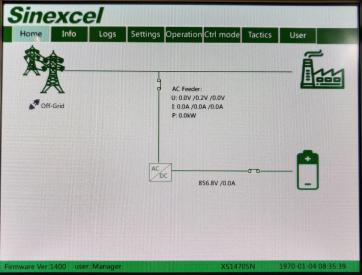 Sinexcel
Home Info Logs Settings Operation Ctrl mode Tactics User
Off-Grid
AC Feeder:
U: 0.0V /0.2V /0.0V
I: 0.0A /0.0A /0.0A
P: 0.0kW
AC
DC
856.8V /0.0A
Firmware Ver:1400 user:Manager XS1470SN 1970-01-04 08:35:39